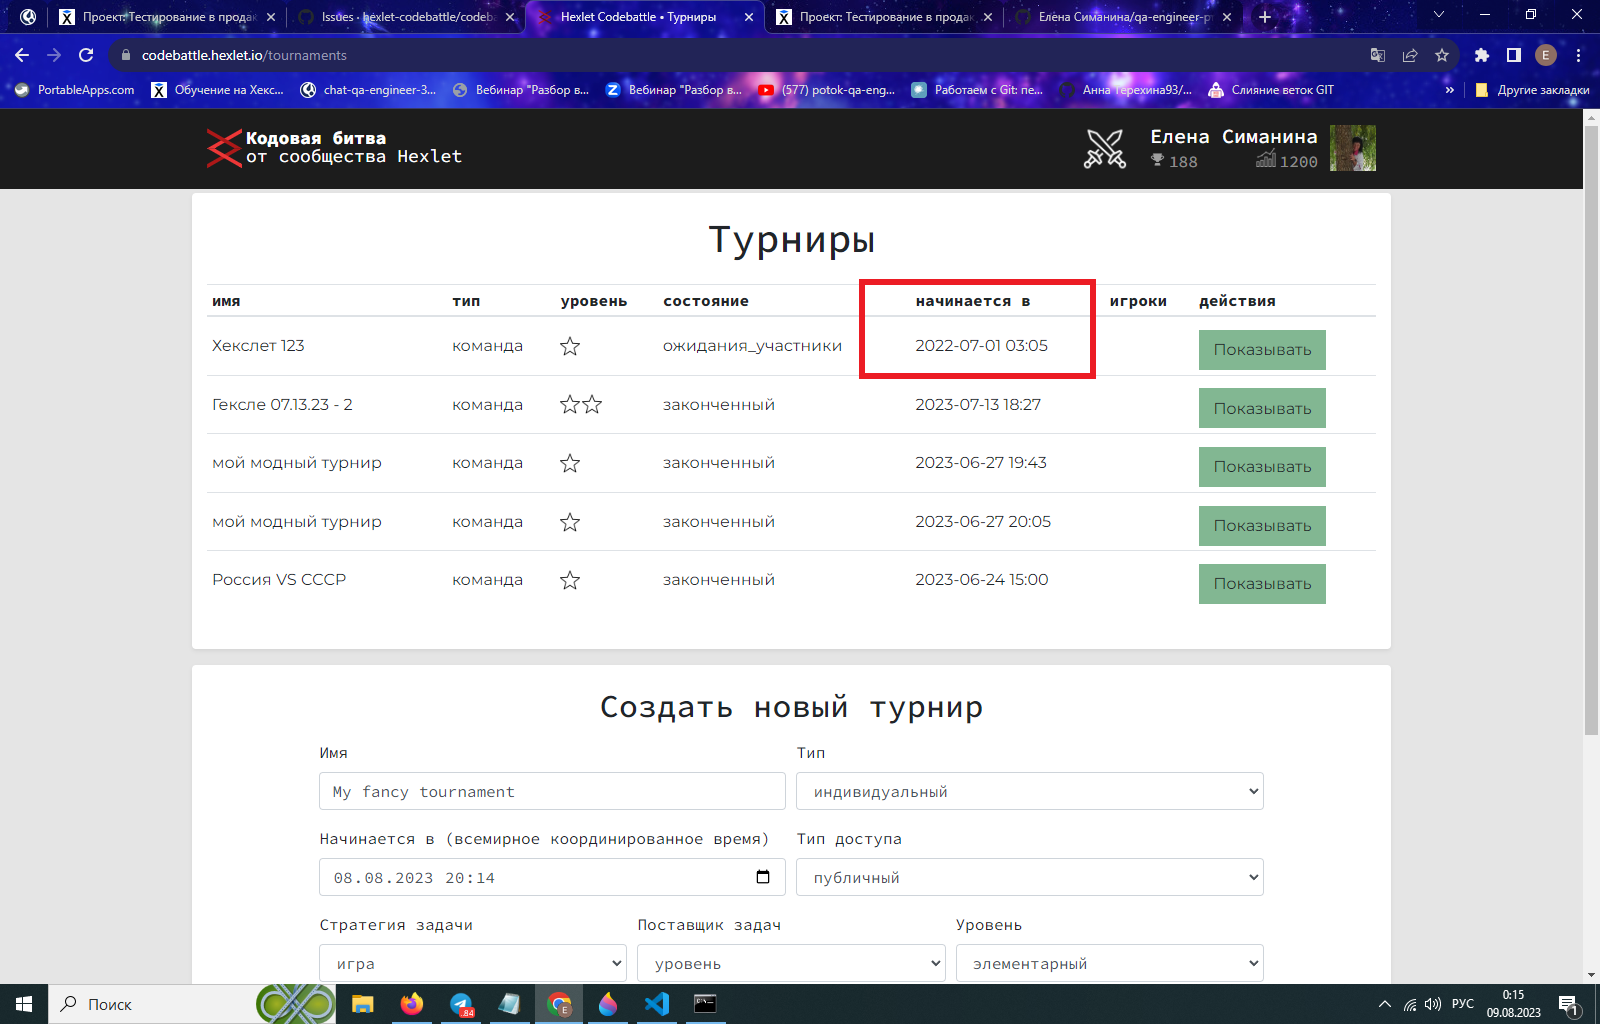 Проект: Тестирование в продак
Issues · hexlet-codebattle/codeba
Hexlet Codebattle • Турниры
Проект: Тестирование в продак
Елена Симанина/qa-engineer-p
codebattle.hexlet.io/tournaments
E
PortableApps.com
Обучение на Хекс...
chat-qa-engineer-3...
Вебинар "Разбор в...
Вебинар "Разбор в...
(577) potok-qa-eng...
Работаем с Git: пе...
Анна Терехина93/...
Слияние веток GIT
»
Другие закладки
Кодовая битва
от сообщества Hexlet
Елена Симанина
188
1200
Турниры
имя тип уровень состояние начинается в игроки действия
Хекслет 123 команда ожидания_участники 2022-07-01 03:05 Показывать
Гексле 07.13.23 - 2 команда законченный 2023-07-13 18:27 Показывать
мой модный турнир команда законченный 2023-06-27 19:43 Показывать
мой модный турнир команда законченный 2023-06-27 20:05 Показывать
Россия VS СССР команда законченный 2023-06-24 15:00 Показывать
Создать новый турнир
Имя Тип
My fancy tournament индивидуальный
Начинается в (всемирное координированное время) Тип доступа
08.08.2023 20:14 публичный
Стратегия задачи Поставщик задач Уровень
игра уровень элементарный
Поиск
84
E
РУС
0:15
09.08.2023
1